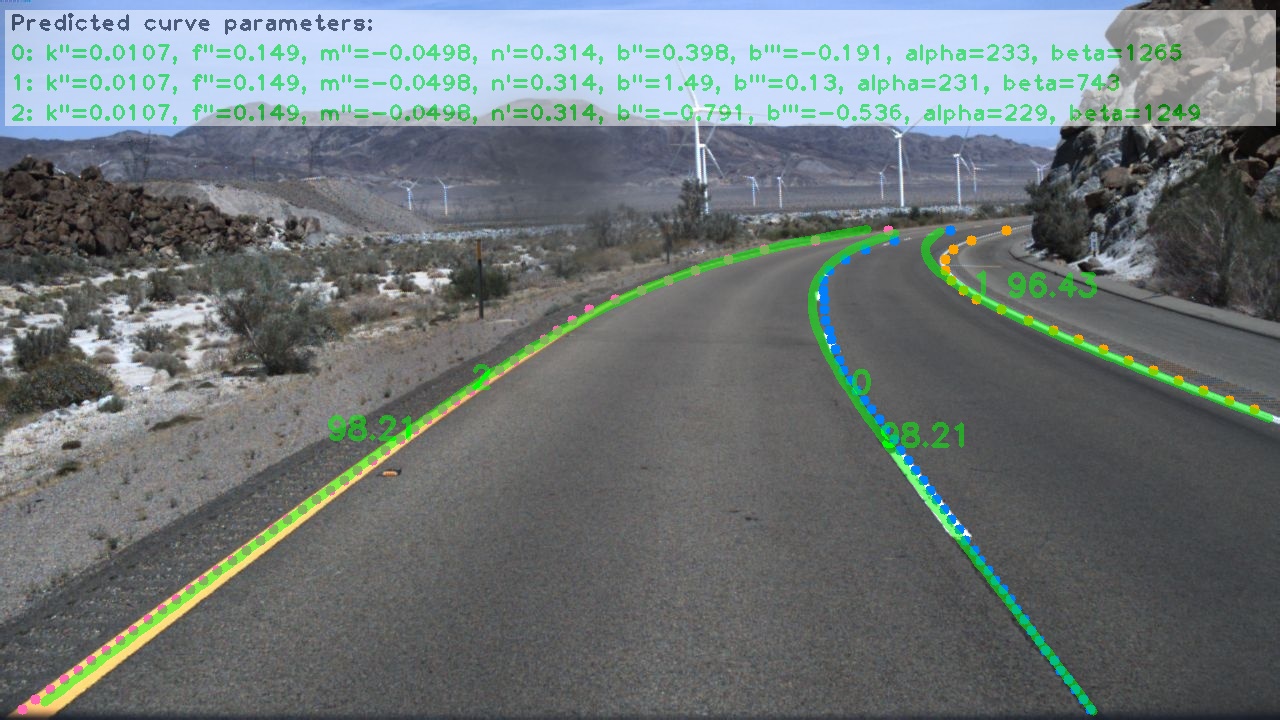 Predicted curve parameters:
0: k''=0.0107, f''=0.149, m''=-0.0498, n'=0.314, b''=0.398, b'''=-0.191, alpha=233, beta=1265
1: k''=0.0107, f''=0.149, m''=-0.0498, n'=0.314, b''=1.49, b'''=0.13, alpha=231, beta=743
2: k''=0.0107, f''=0.149, m''=-0.0498, n'=0.314, b''=-0.791, b'''=-0.536, alpha=229, beta=1249
1 96.43
2
0
98.21
98.21